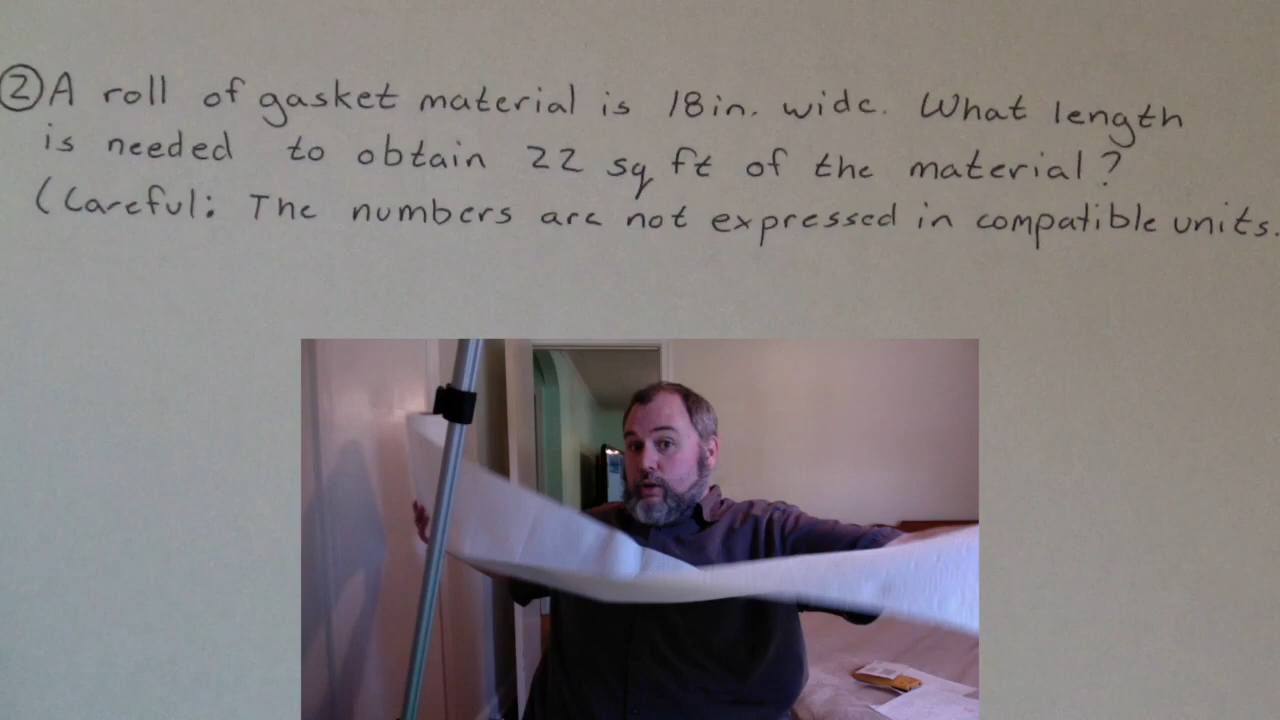 ② A roll of gasket material is 18in. wide. What length
is needed to obtain 22 sq ft of the material?
(Careful: The numbers are not expressed in compatible units.